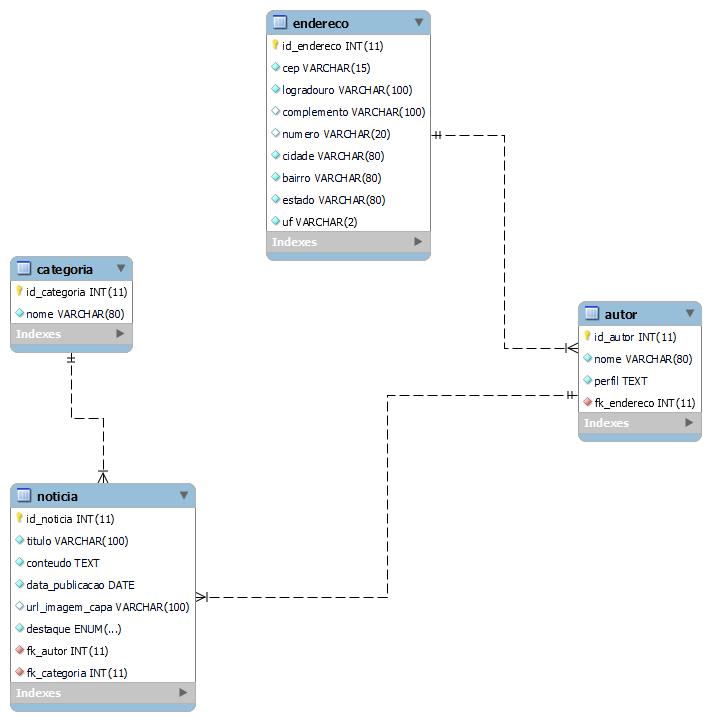 endereco
id_endereco INT(11)
cep VARCHAR(15)
logradouro VARCHAR(100)
complemento VARCHAR(100)
numero VARCHAR(20)
cidade VARCHAR(80)
bairro VARCHAR(80)
estado VARCHAR(80)
uf VARCHAR(2)
Indexes
categoria
id_categoria INT(11)
nome VARCHAR(80)
Indexes
autor
id_autor INT(11)
nome VARCHAR(80)
perfil TEXT
fk_endereco INT(11)
Indexes
noticia
id_noticia INT(11)
titulo VARCHAR(100)
conteudo TEXT
data_publicacao DATE
url_imagem_capa VARCHAR(100)
destaque ENUM(...)
fk_autor INT(11)
fk_categoria INT(11)
Indexes